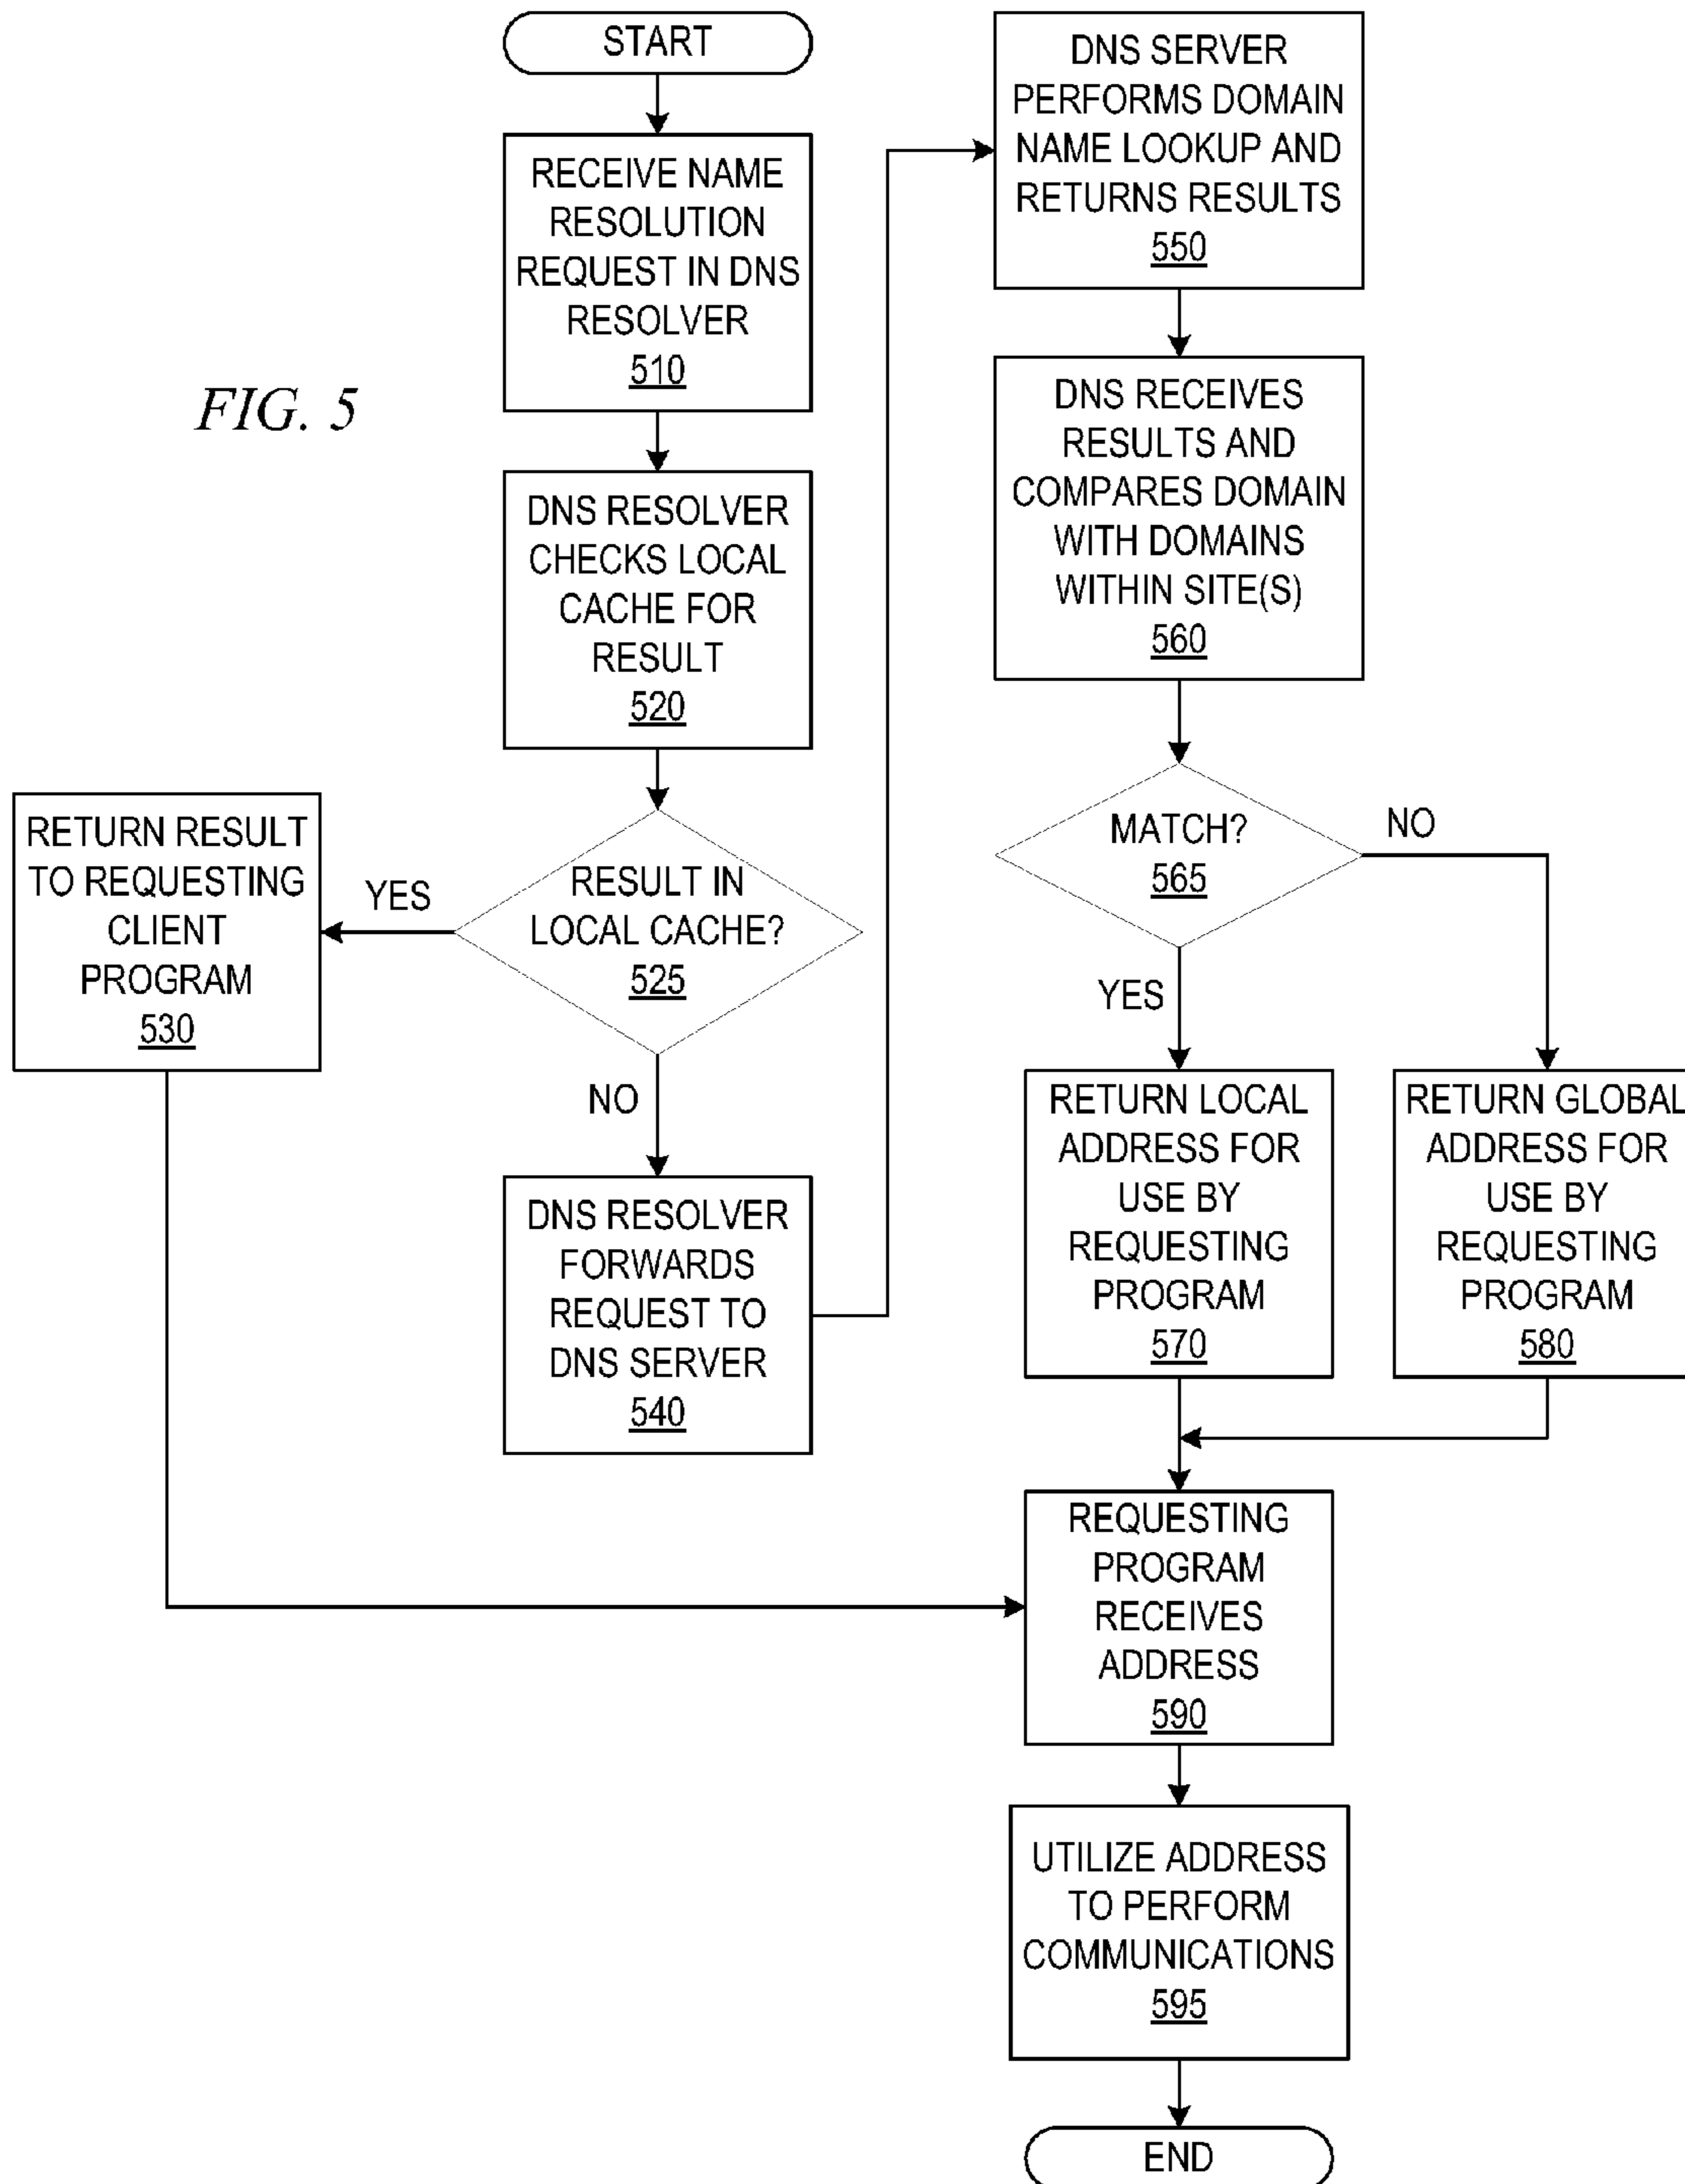 START
RECEIVE NAME
RESOLUTION
REQUEST IN DNS
RESOLVER
510
FIG. 5
DNS RESOLVER
CHECKS LOCAL
CACHE FOR
RESULT
520
RESULT IN
LOCAL CACHE?
525
YES
RETURN RESULT
TO REQUESTING
CLIENT
PROGRAM
530
NO
DNS RESOLVER
FORWARDS
REQUEST TO
DNS SERVER
540
DNS SERVER
PERFORMS DOMAIN
NAME LOOKUP AND
RETURNS RESULTS
550
DNS RECEIVES
RESULTS AND
COMPARES DOMAIN
WITH DOMAINS
WITHIN SITE(S)
560
MATCH?
565
NO
YES
RETURN LOCAL
ADDRESS FOR
USE BY
REQUESTING
PROGRAM
570
RETURN GLOBAL
ADDRESS FOR
USE BY
REQUESTING
PROGRAM
580
REQUESTING
PROGRAM
RECEIVES
ADDRESS
590
UTILIZE ADDRESS
TO PERFORM
COMMUNICATIONS
595
END